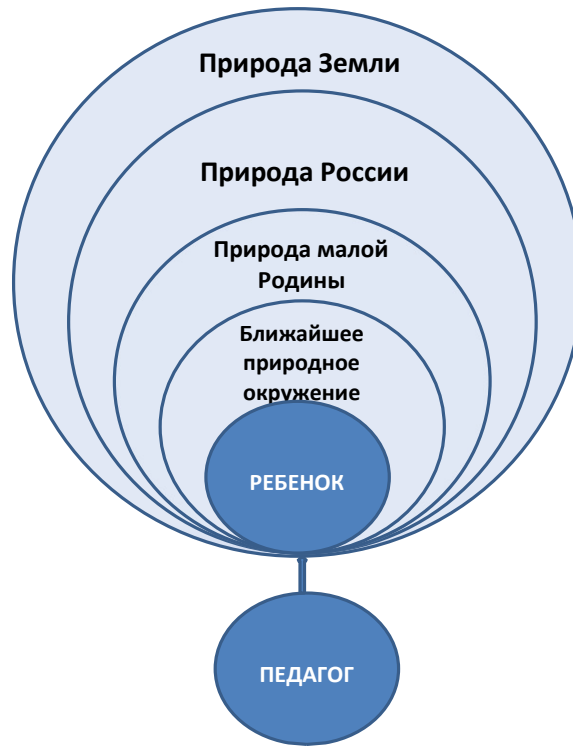 Природа Земли
Природа России
Природа малой
Родины
Ближайшее
природное
окружение
РЕБЕНОК
ПЕДАГОГ